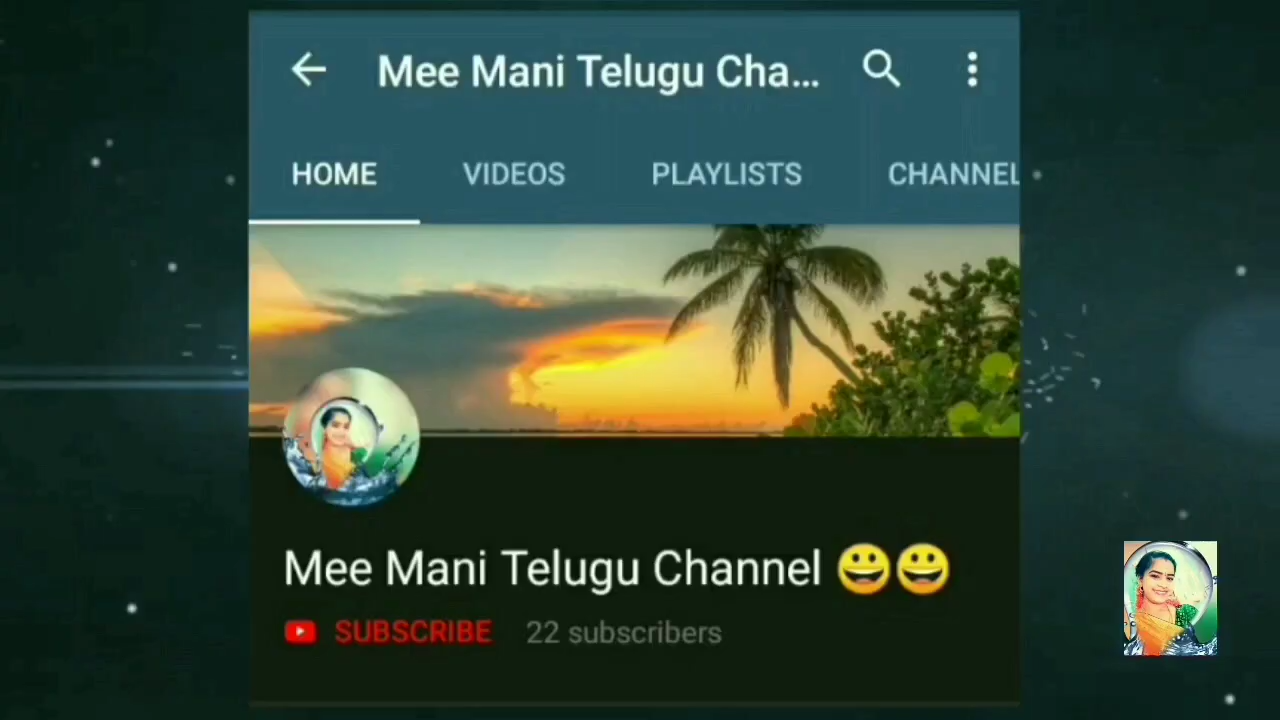 Mee Mani Telugu Cha...
HOME VIDEOS PLAYLISTS CHANNEL
Mee Mani Telugu Channel 😀😀
SUBSCRIBE 22 subscribers